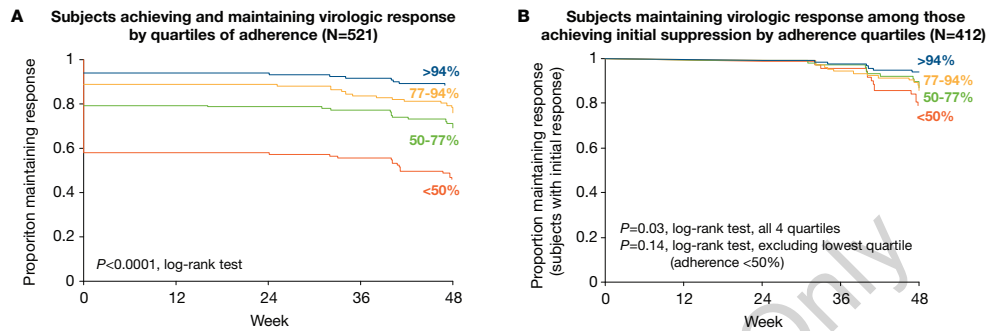 A
Subjects achieving and maintaining virologic response
by quartiles of adherence (N=521)
Proporiton maintaining response
1
0.8
0.6
0.4
0.2
0
>94%
77-94%
50-77%
<50%
P<0.0001, log-rank test
0 12 24 36 48
Week
B
Subjects maintaining virologic response among those
achieving initial suppression by adherence quartiles (N=412)
Proportion maintaining response
(subjects with initial response)
1
0.8
0.6
0.4
0.2
0
>94%
77-94%
50-77%
<50%
P=0.03, log-rank test, all 4 quartiles
P=0.14, log-rank test, excluding lowest quartile
(adherence <50%)
0 12 24 36 48
Week
Only